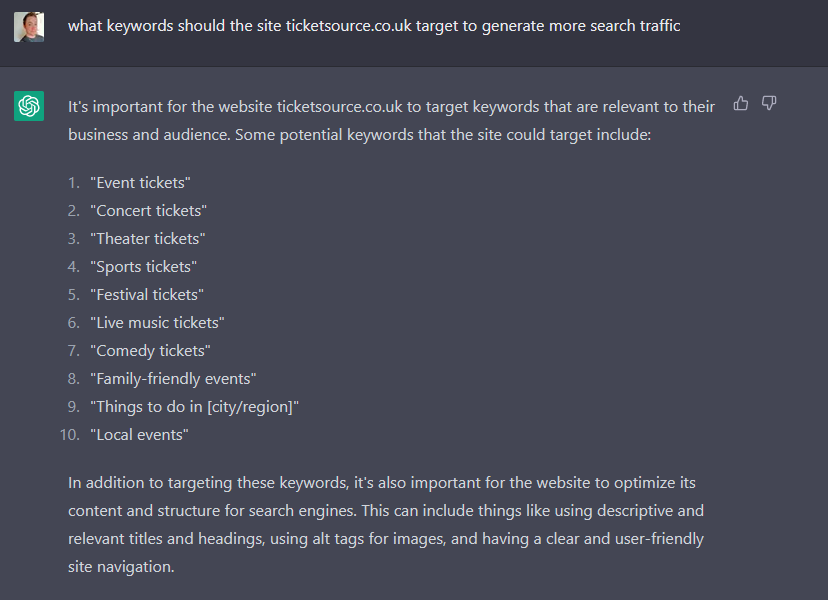 what keywords should the site ticketsource.co.uk target to generate more search traffic
It's important for the website ticketsource.co.uk to target keywords that are relevant to their
business and audience. Some potential keywords that the site could target include:
1. "Event tickets"
2. "Concert tickets"
3. "Theater tickets"
4. "Sports tickets"
5. "Festival tickets"
6. "Live music tickets"
7. "Comedy tickets"
8. "Family-friendly events"
9. "Things to do in [city/region]"
10. "Local events"
In addition to targeting these keywords, it's also important for the website to optimize its
content and structure for search engines. This can include things like using descriptive and
relevant titles and headings, using alt tags for images, and having a clear and user-friendly
site navigation.